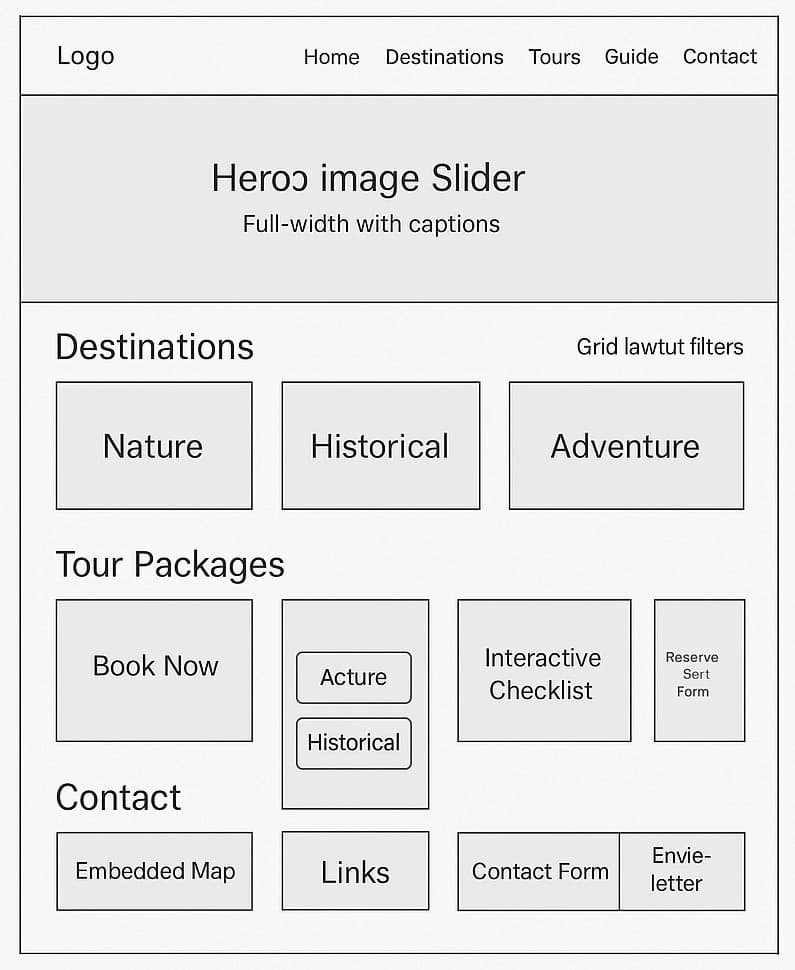 Logo
Home Destinations Tours Guide Contact
Heroɔ image Slider
Full-width with captions
Destinations
Grid lawtut filters
Nature
Historical
Adventure
Tour Packages
Book Now
Acture
Historical
Interactive
Checklist
Reserve
Sert
Form
Contact
Embedded Map
Links
Contact Form
Envie-
letter